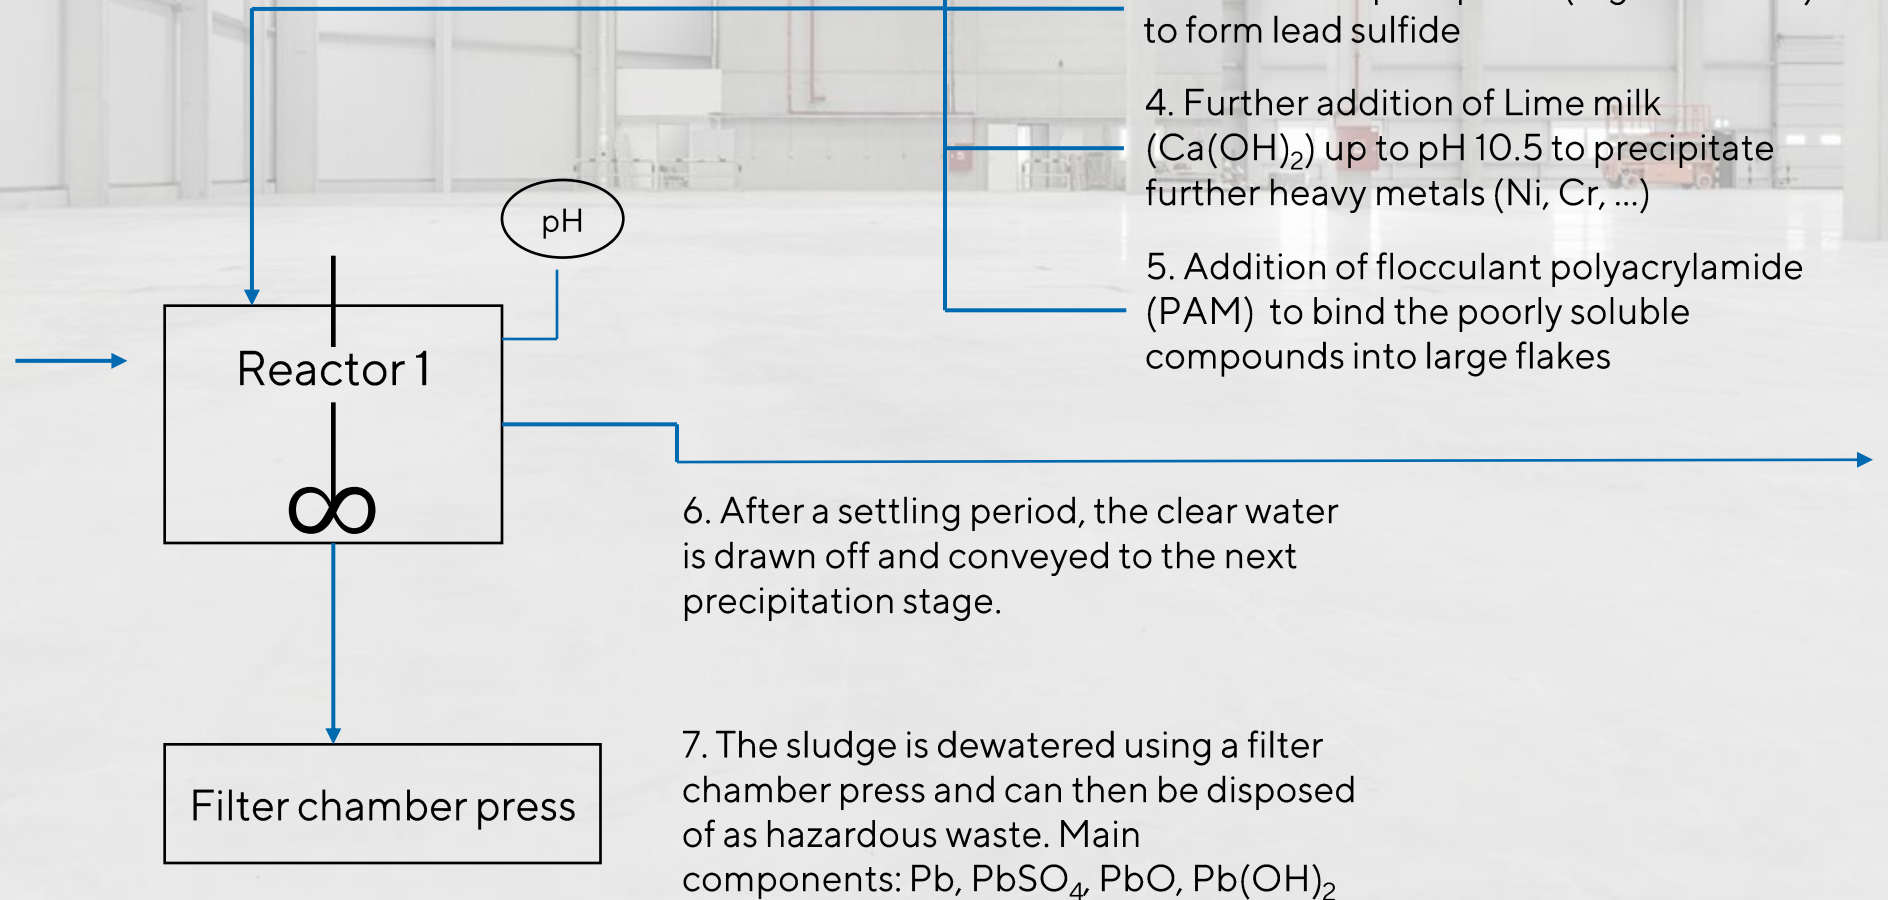 to form lead sulfide
4. Further addition of Lime milk
(Ca(OH)₂) up to pH 10.5 to precipitate
further heavy metals (Ni, Cr, ...)
pH
5. Addition of flocculant polyacrylamide
(PAM)  to bind the poorly soluble
compounds into large flakes
Reactor 1
6. After a settling period, the clear water
is drawn off and conveyed to the next
precipitation stage.
7. The sludge is dewatered using a filter
chamber press and can then be disposed
of as hazardous waste. Main
components: Pb, PbSO₄, PbO, Pb(OH)₂
Filter chamber press